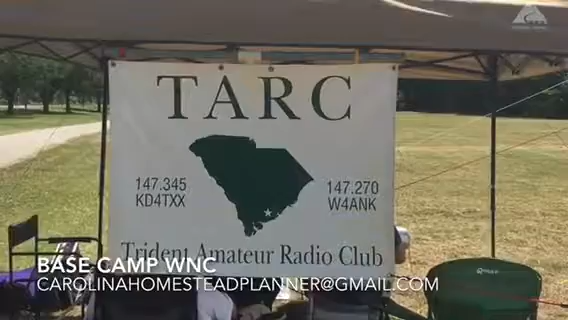 TARC
147.345
KD4TXX
147.270
W4ANK
Trident Amateur Radio Club
BASE CAMP WNC
CAROLINAHOMESTEADPLANNER@GMAIL.COM